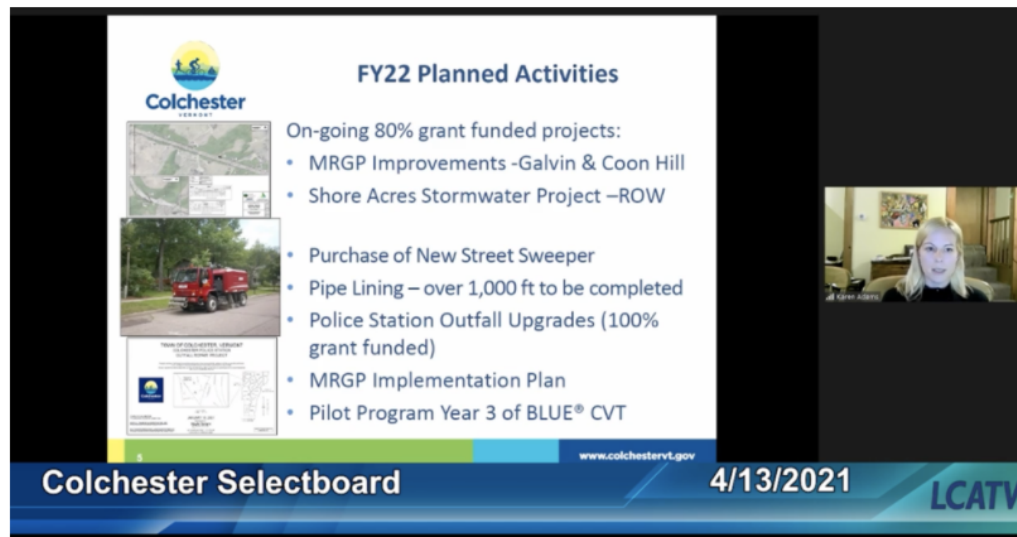 FY22 Planned Activities
Colchester
VERMONT
On-going 80% grant funded projects:
• MRGP Improvements -Galvin & Coon Hill
• Shore Acres Stormwater Project –ROW
• Purchase of New Street Sweeper
• Pipe Lining – over 1,000 ft to be completed
• Police Station Outfall Upgrades (100%
grant funded)
• MRGP Implementation Plan
• Pilot Program Year 3 of BLUE® CVT
TOWN OF COLCHESTER, VERMONT
Karen Adams
5
www.colchestervt.gov
Colchester Selectboard
4/13/2021
LCATV